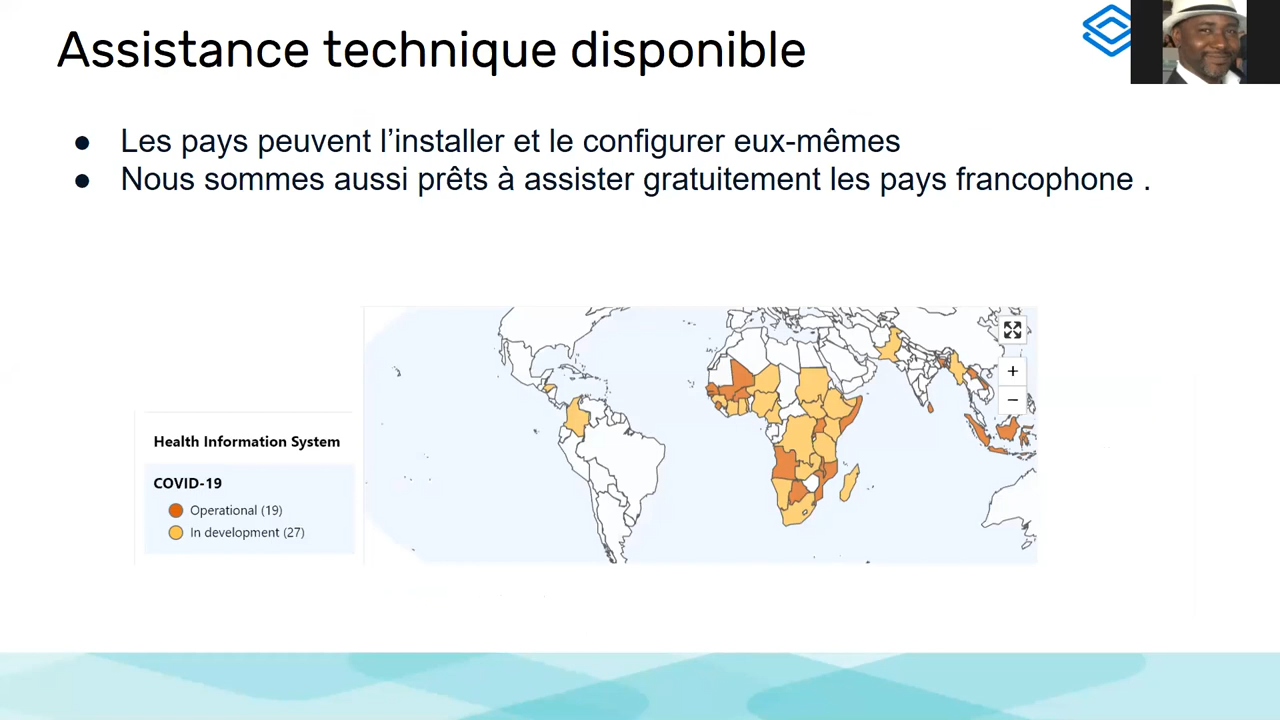 Assistance technique disponible
● Les pays peuvent l’installer et le configurer eux-mêmes
● Nous sommes aussi prêts à assister gratuitement les pays francophone .
Health Information System
COVID-19
Operational (19)
In development (27)
+
−